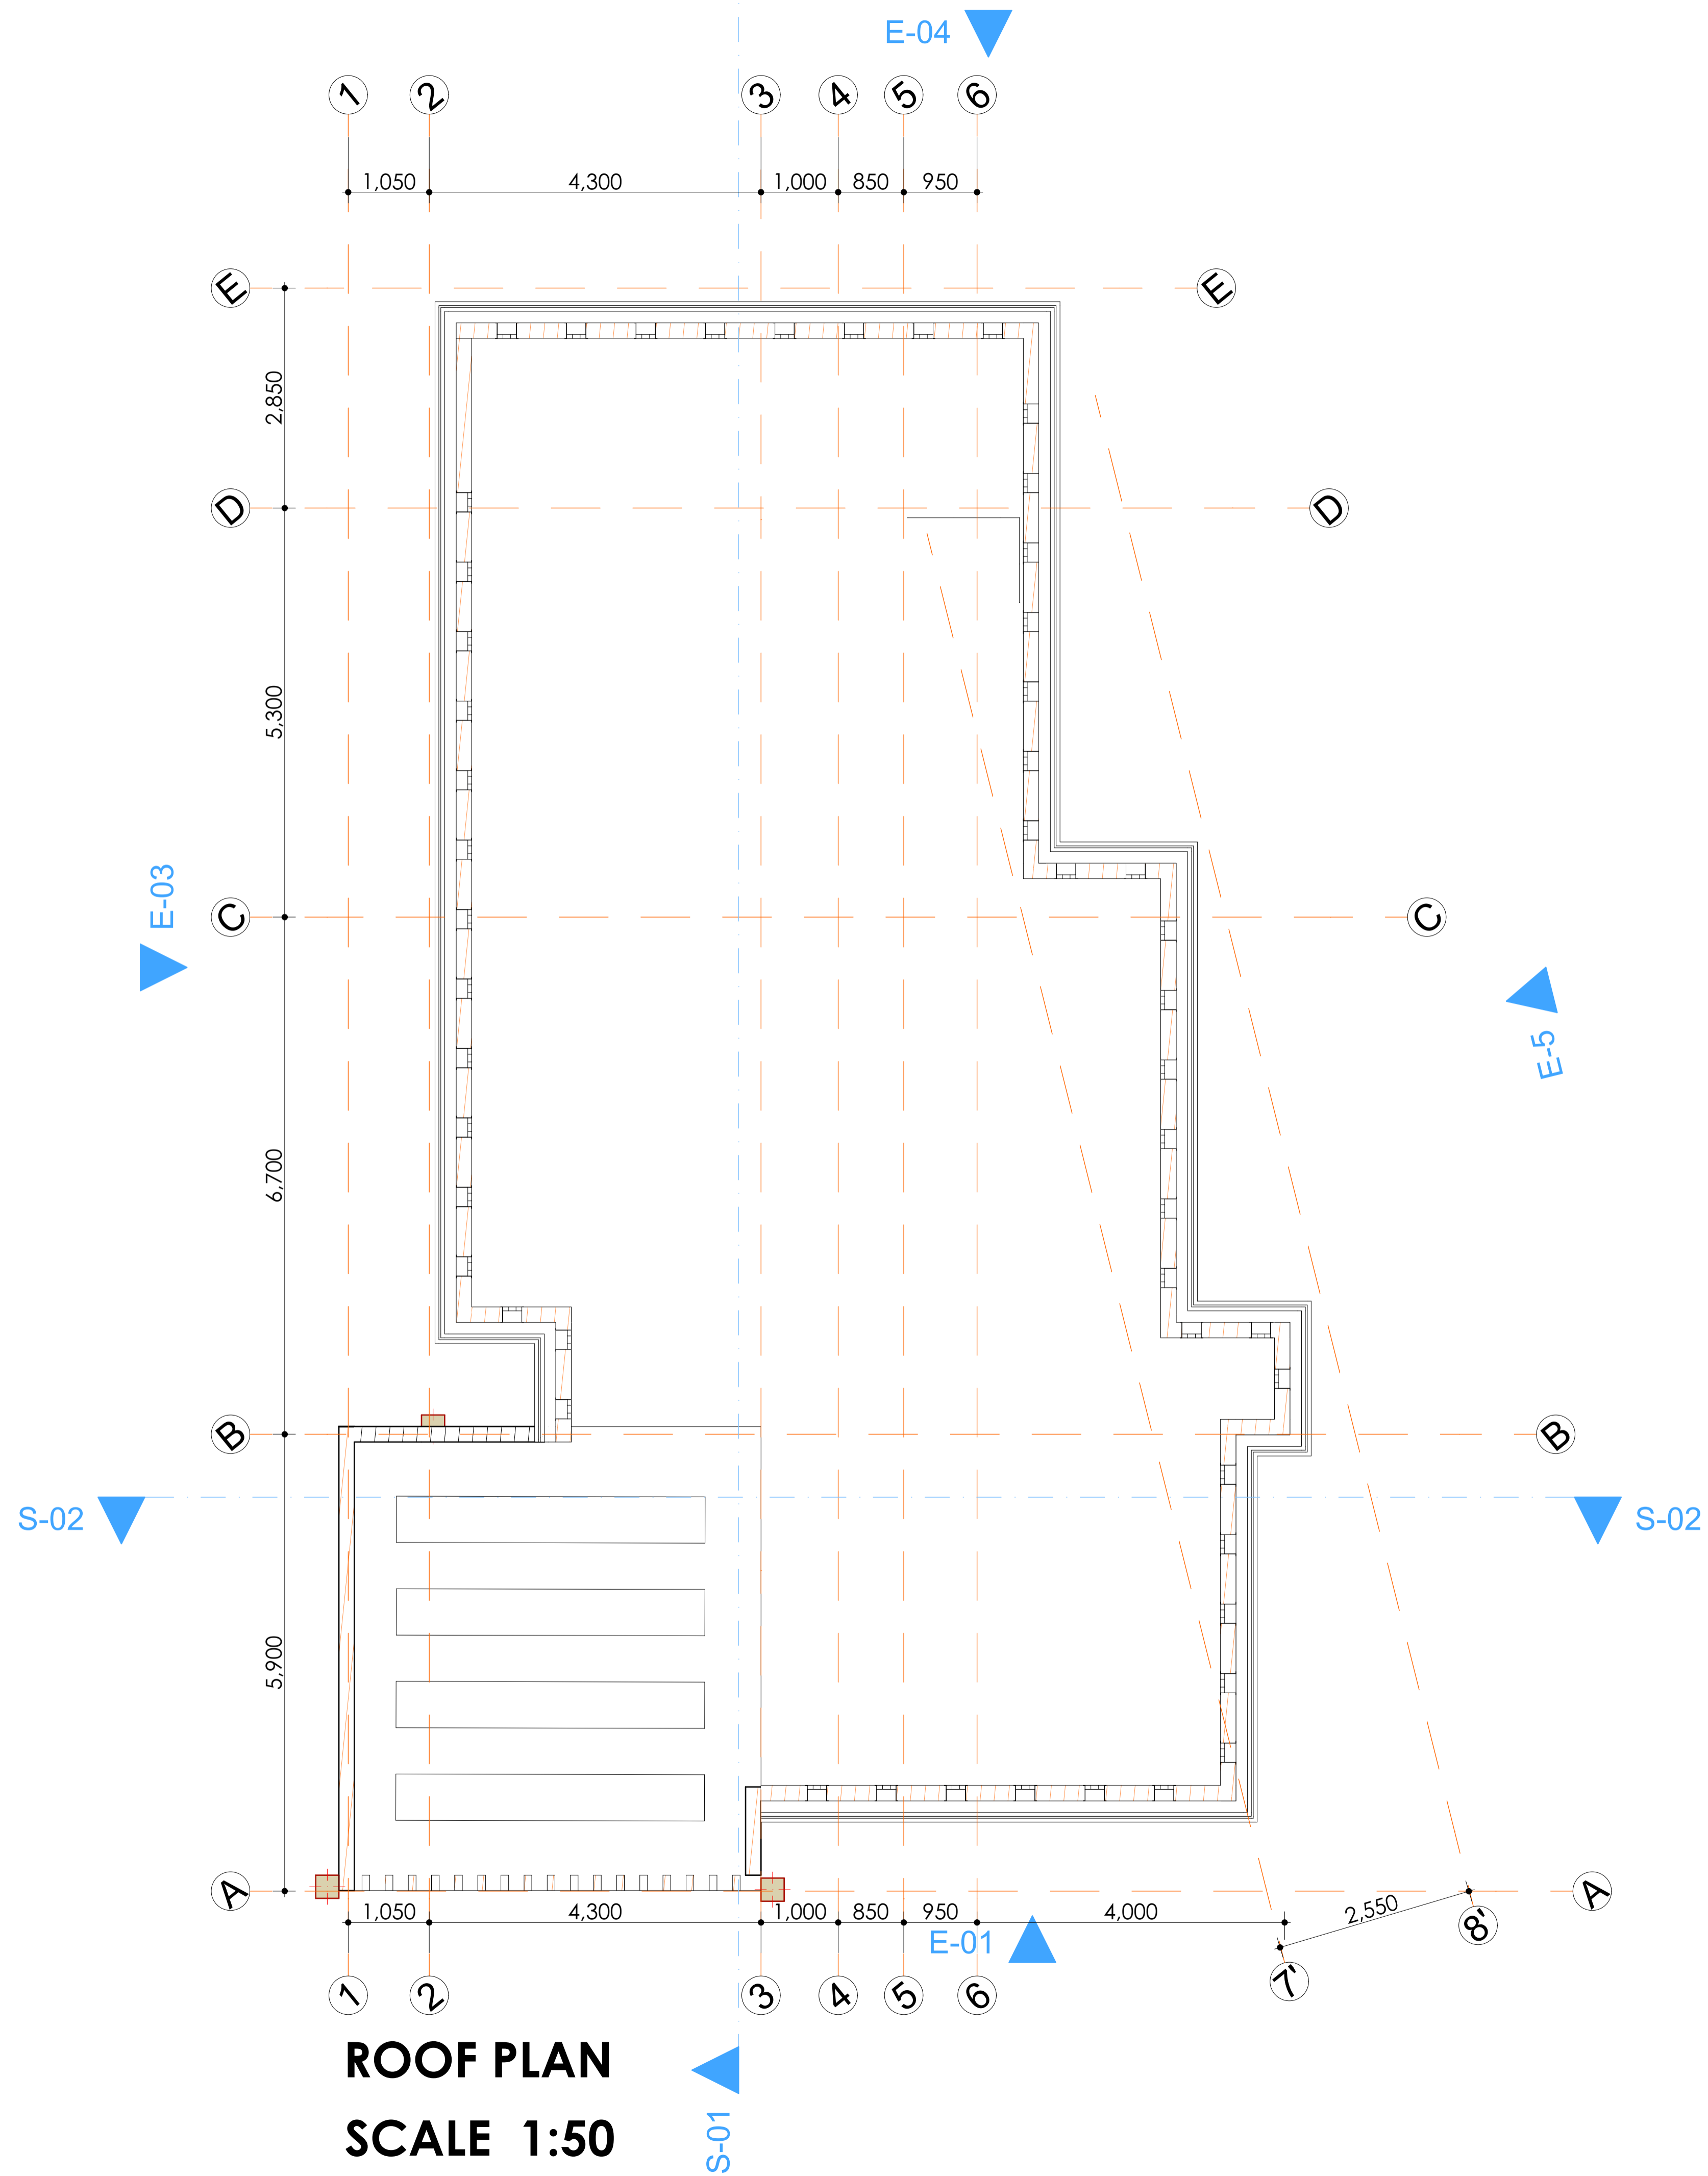 E-04
1 2 3 4 5 6
1,050 4,300 1,000 850 950
E E
2,850
D D
5,300
E-03
C C
E-5
6,700
B B
S-02 S-02
5,900
A A
1,050 4,300 1,000 850 950 4,000 2,550
E-01
8'
7'
1 2 3 4 5 6
ROOF PLAN
SCALE 1:50
S-01